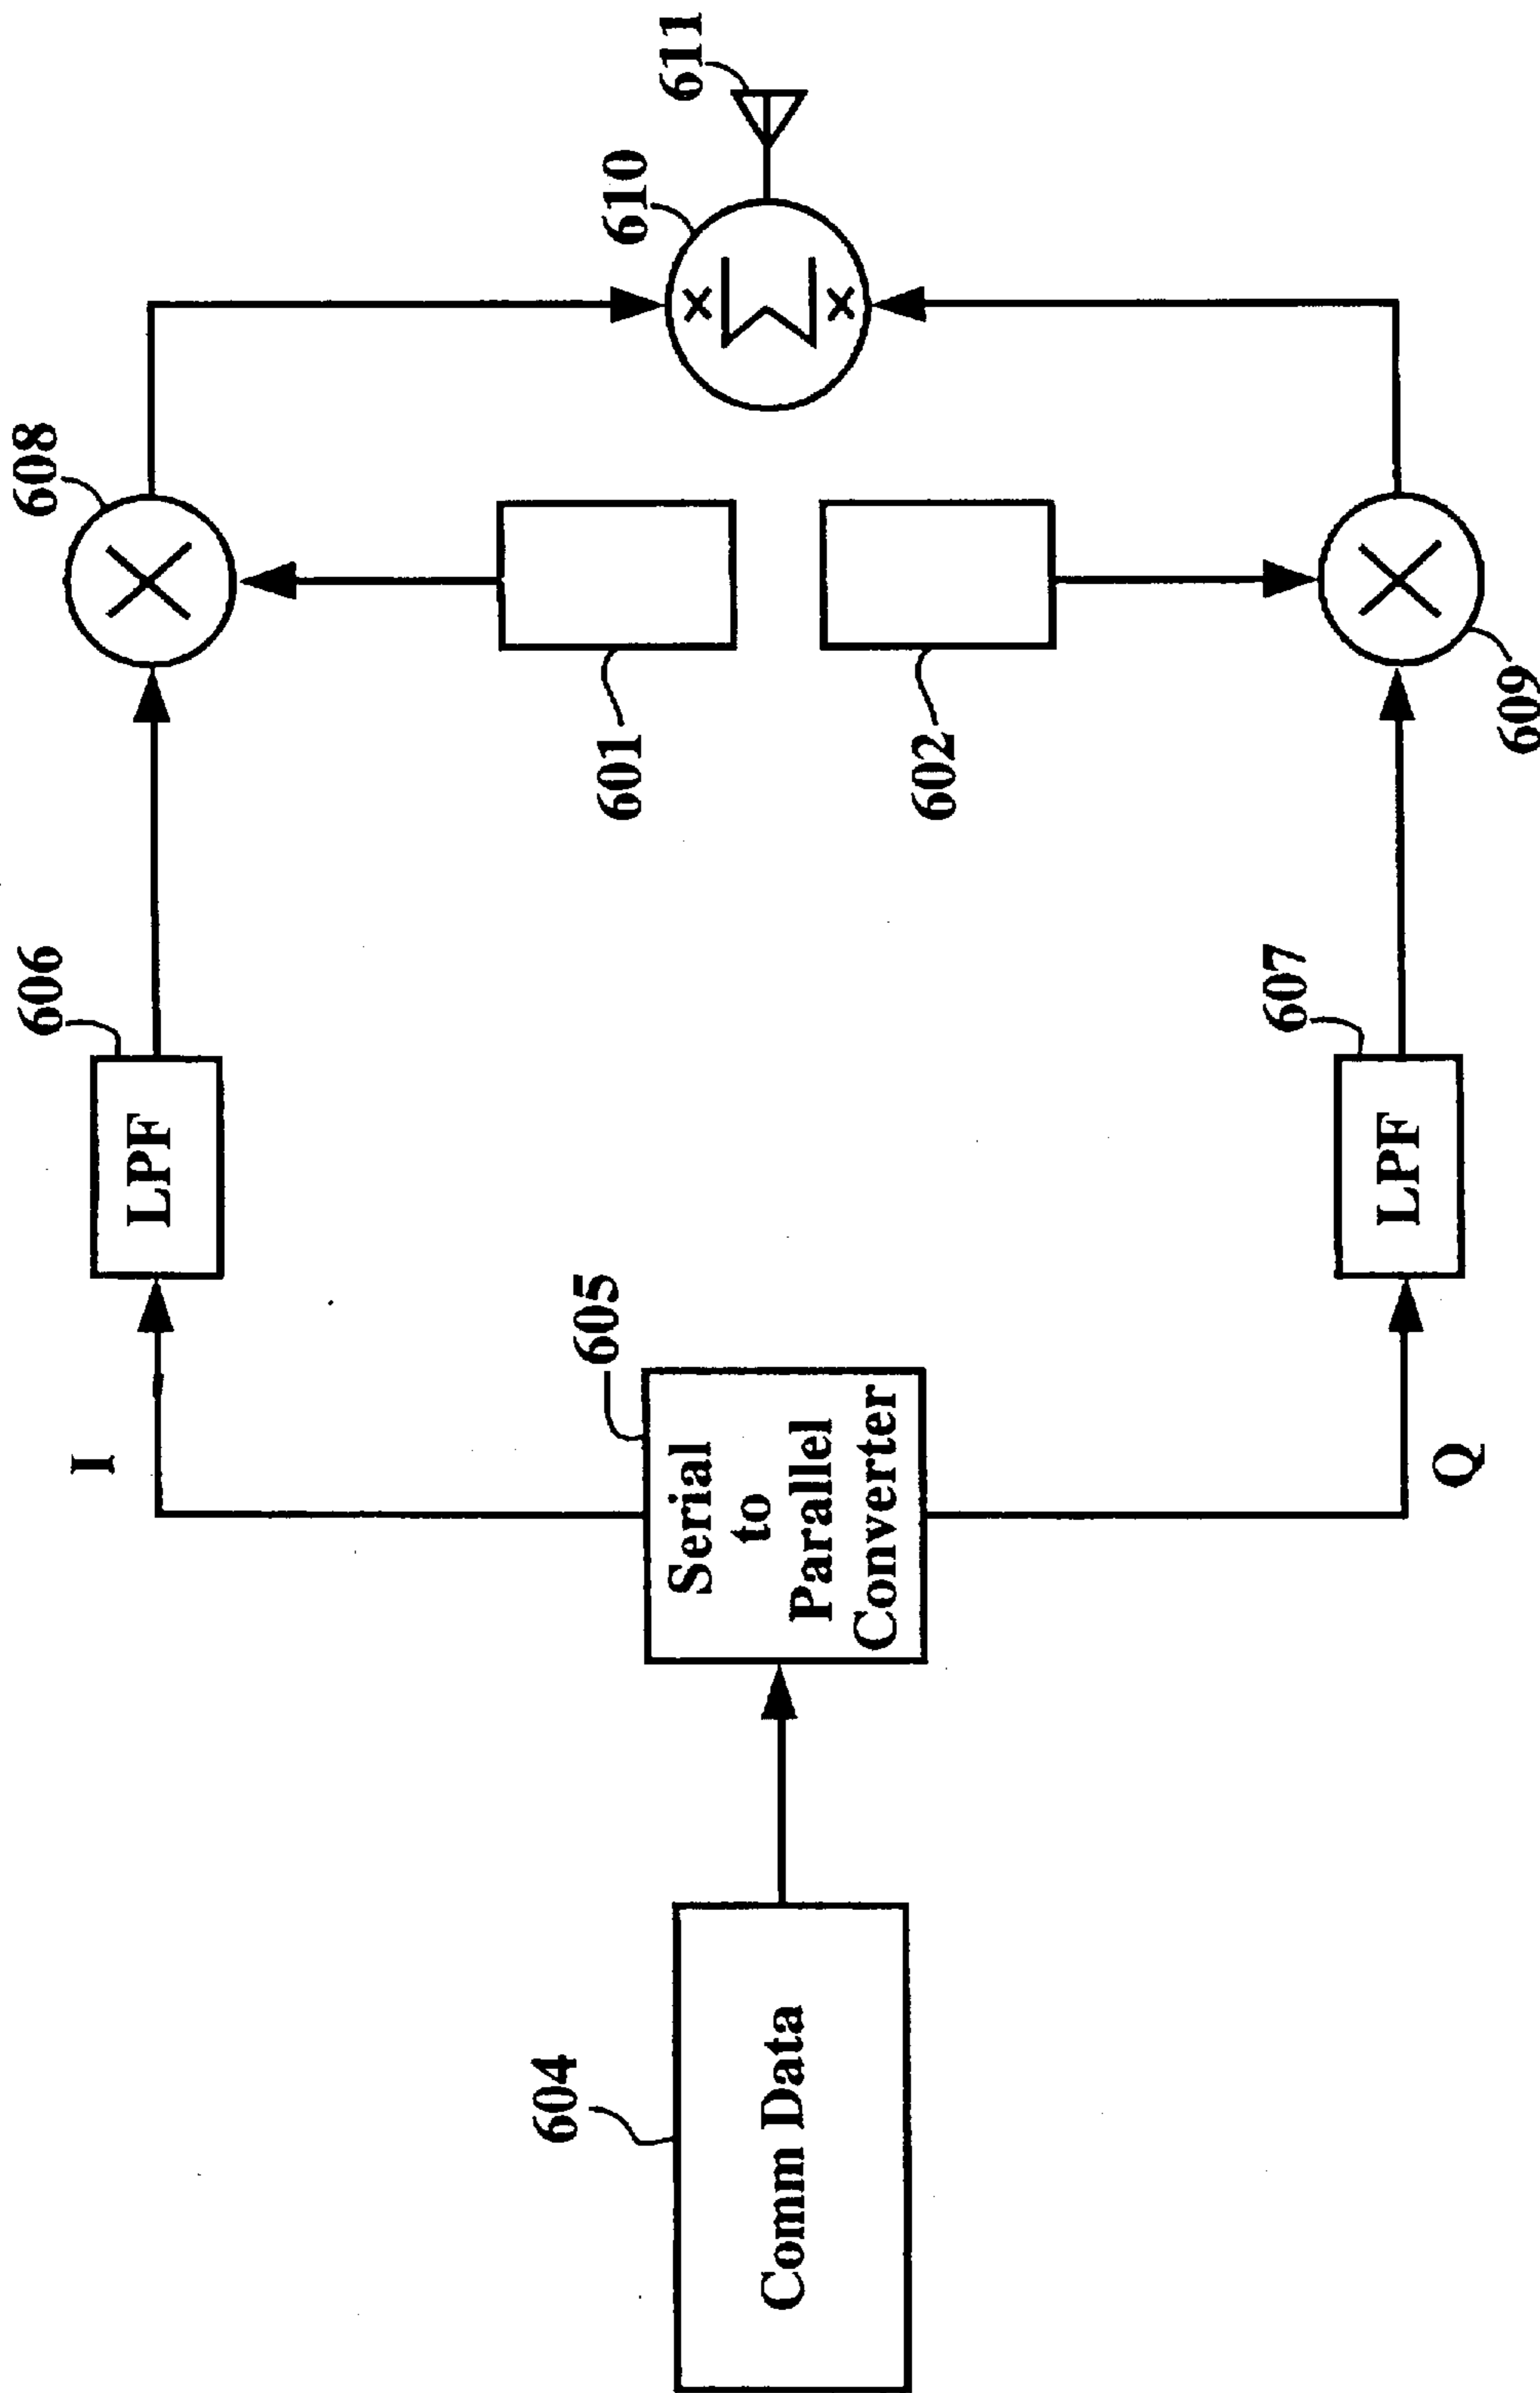 604
Comm Data
605
Serial
to
Parallel
Converter
I
Q
606
LPF
607
LPF
608
601
602
609
610
x
Σ
x
611